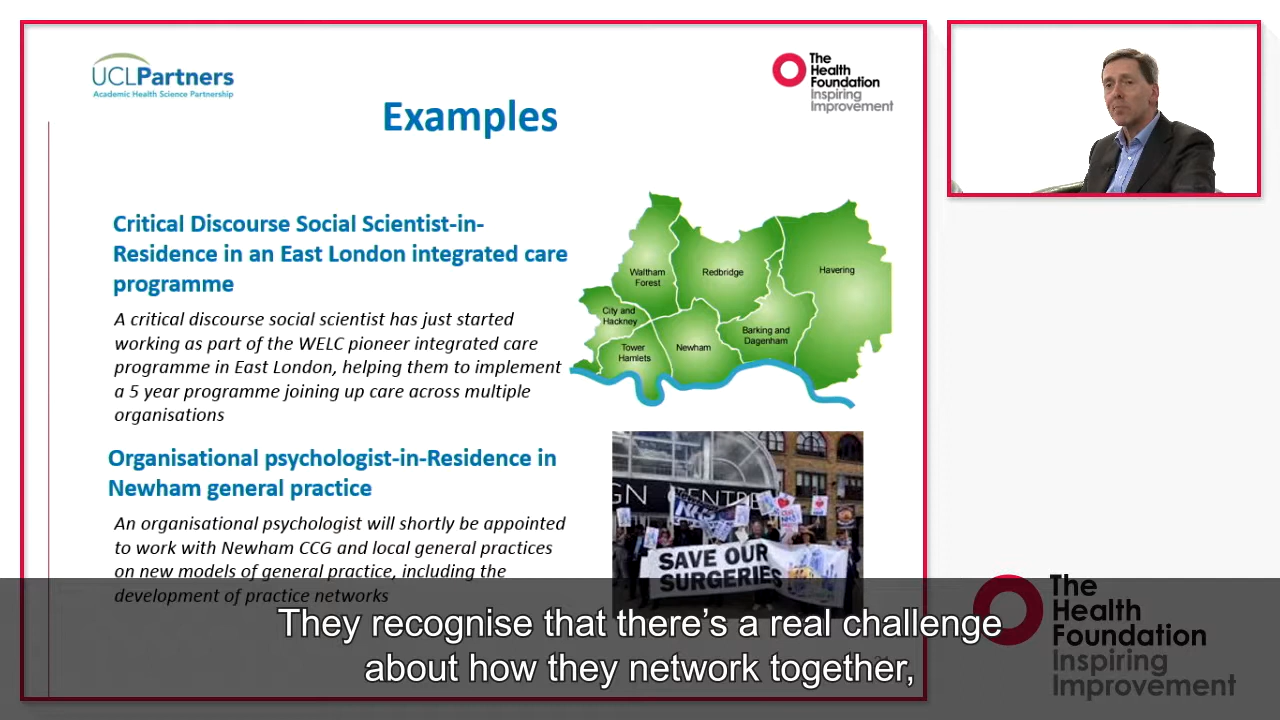 UCLPartners
Academic Health Science Partnership
The
Health
Foundation
Inspiring
Improvement
Examples
Critical Discourse Social Scientist-in-
Residence in an East London integrated care
programme
A critical discourse social scientist has just started
working as part of the WELC pioneer integrated care
programme in East London, helping them to implement
a 5 year programme joining up care across multiple
organisations
Waltham
Forest
Redbridge
Havering
City and
Hackney
Barking and
Dagenham
Tower
Hamlets
Newham
Organisational psychologist-in-Residence in
Newham general practice
An organisational psychologist will shortly be appointed
to work with Newham CCG and local general practices
on new models of general practice, including the
development of practice networks
GN CENTRE
NHS
SAVE OUR
SURGERIES
They recognise that there's a real challenge
about how they network together,
The
Health
Foundation
Inspiring
Improvement